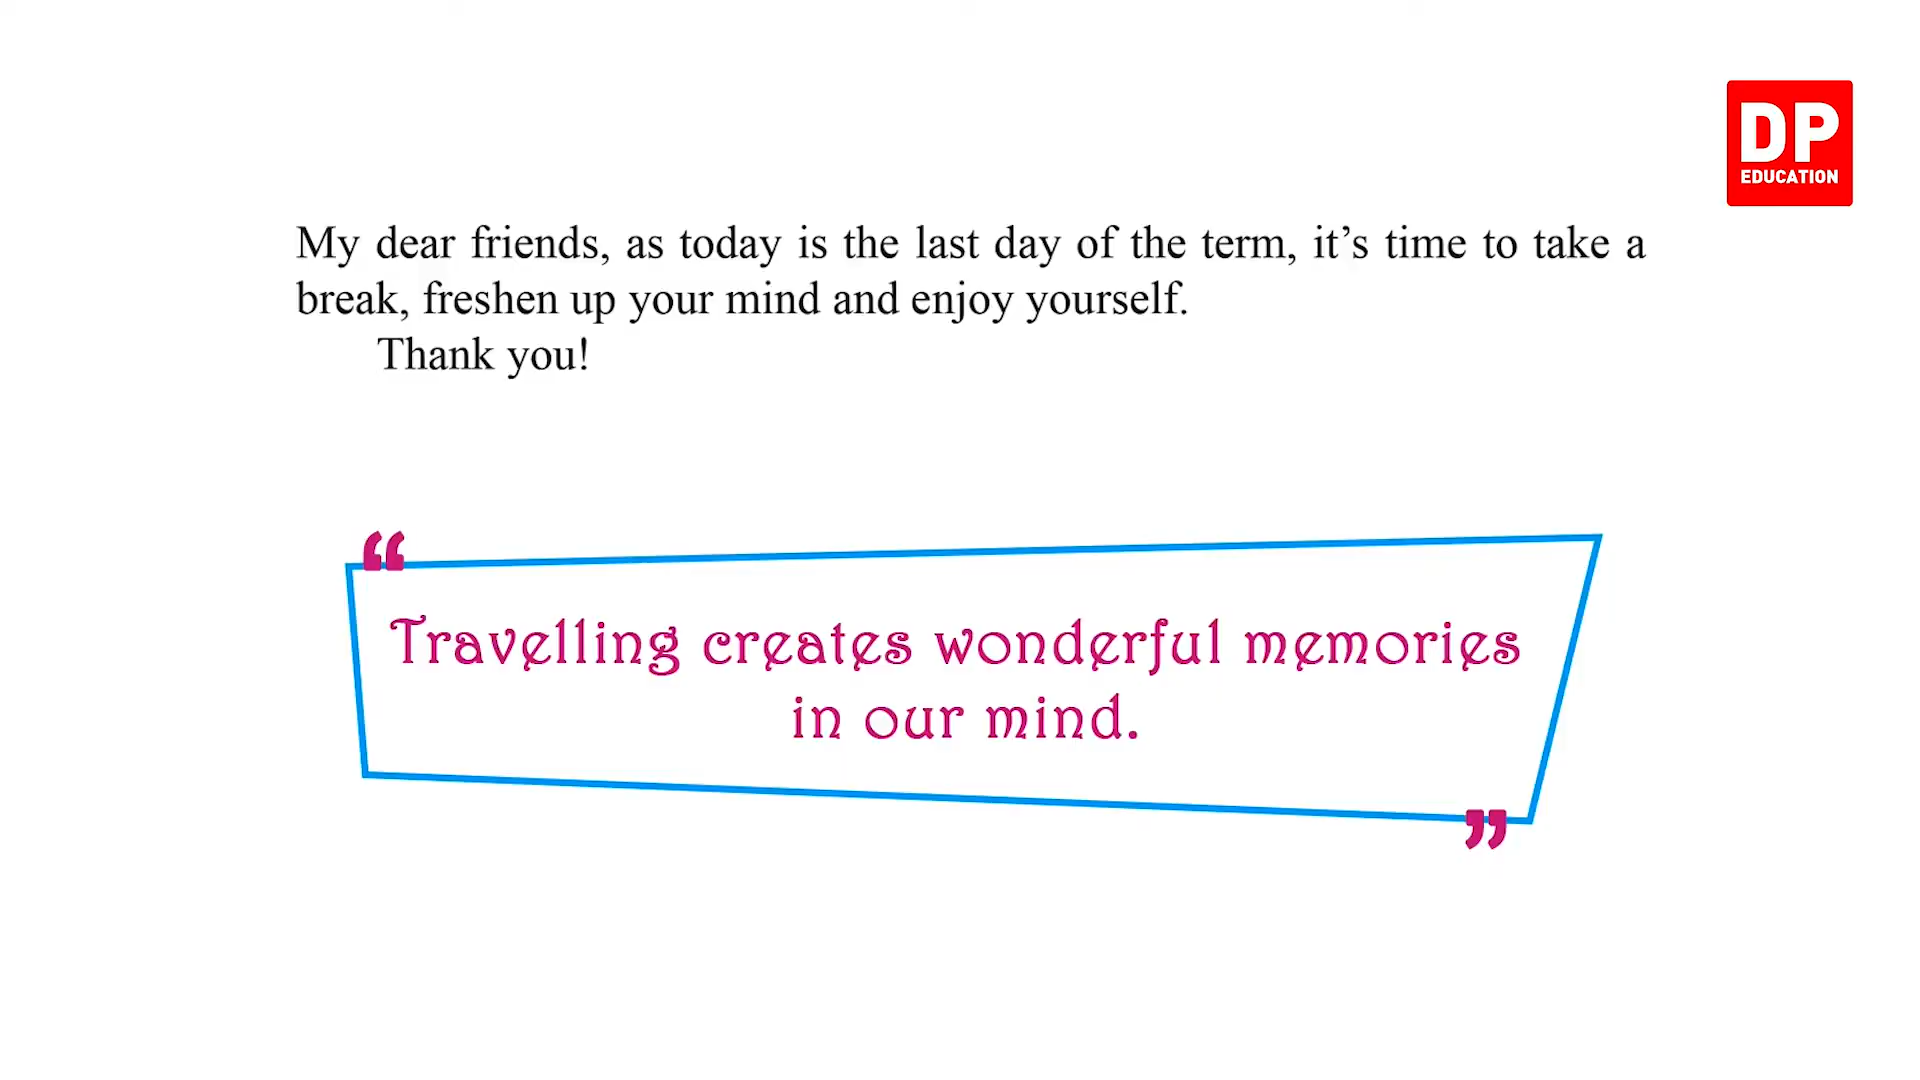 DP
EDUCATION
My dear friends, as today is the last day of the term, it’s time to take a
break, freshen up your mind and enjoy yourself.
Thank you!
“
Travelling creates wonderful memories
in our mind.
”